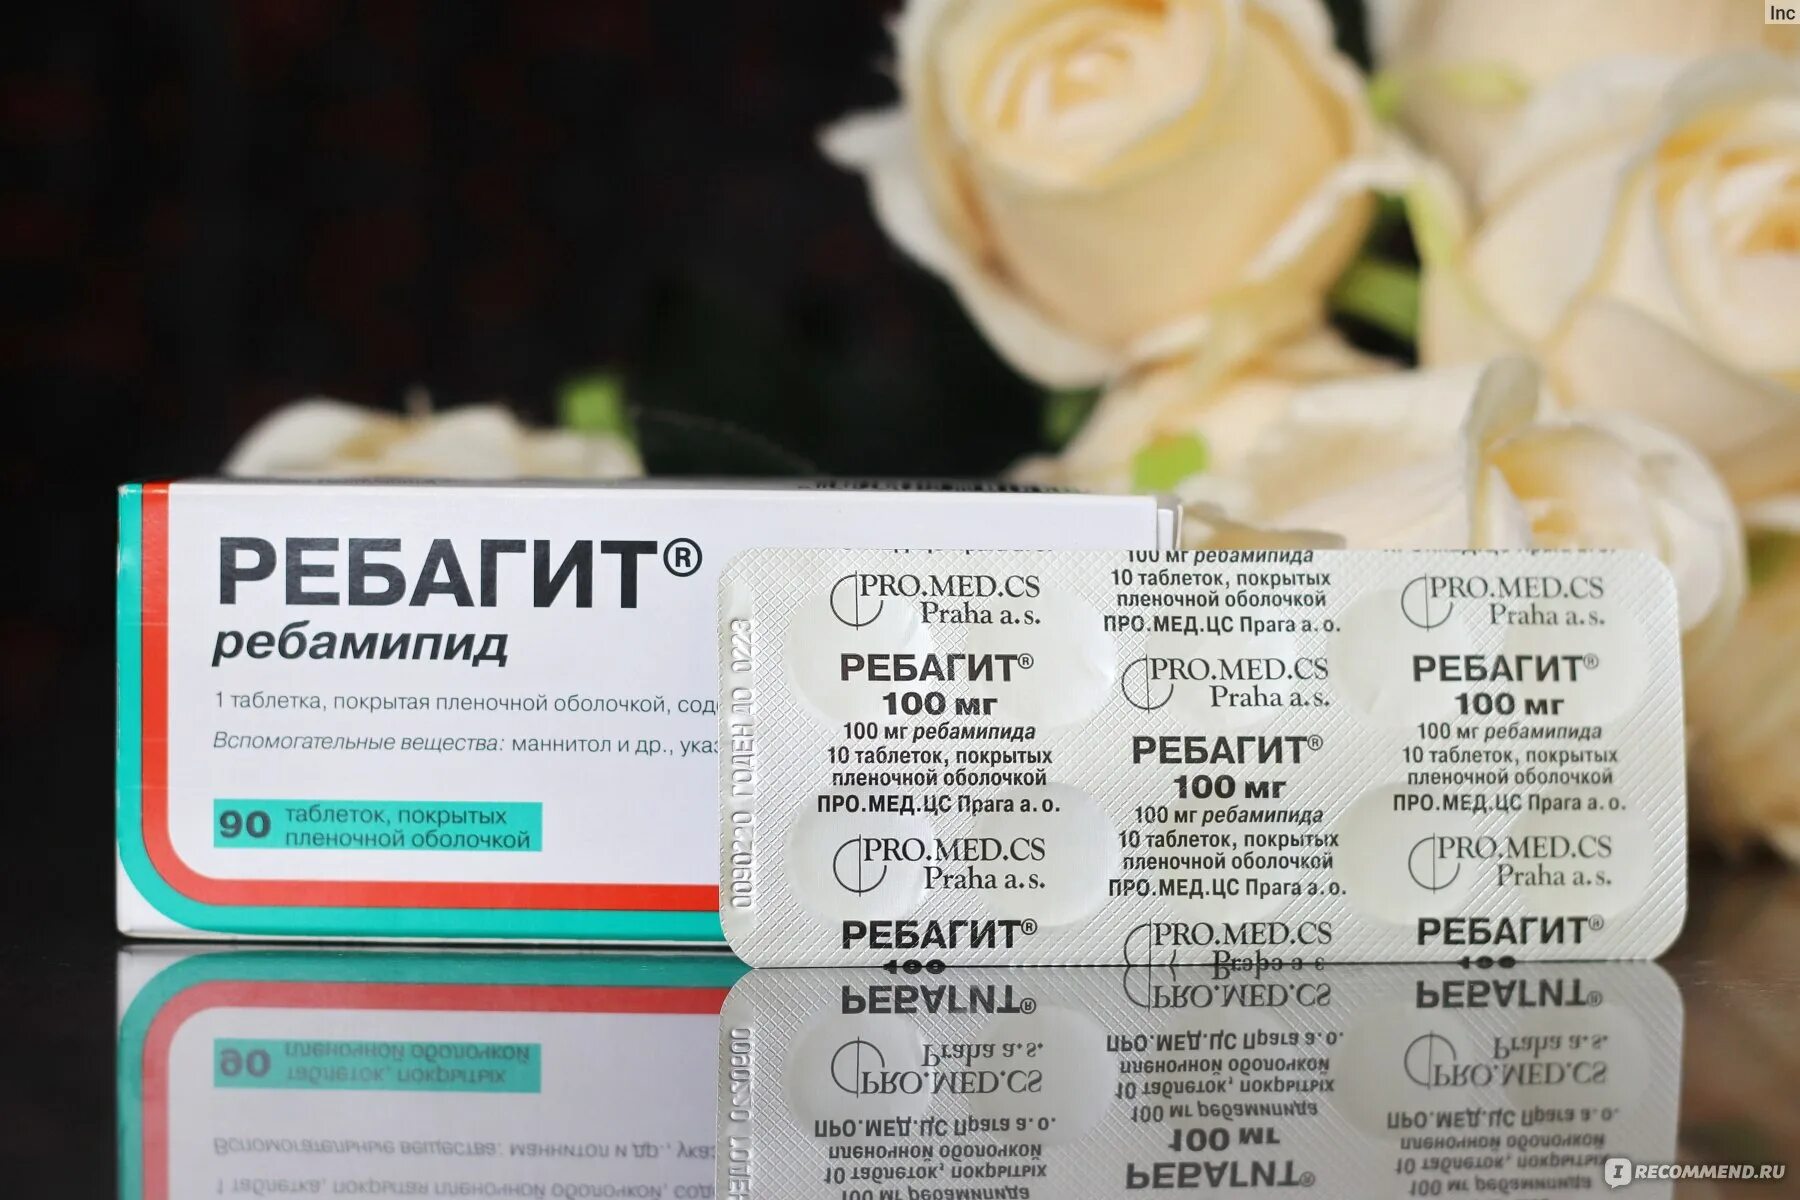 Inc
РЕБАГИТ®
ребамипид
1 таблетка, покрытая пленочной оболочкой,
Вспомогательные вещества: маннитол и др.,
90 таблеток, покрытых
пленочной оболочкой
0090220 ГОДЕН ДО 0223
PRO.MED.CS
Praha a.s.
РЕБАГИТ®
100 мг
100 мг ребамипида
10 таблеток, покрытых
пленочной оболочкой
ПРО.МЕД.ЦС Прага а.о.
PRO.MED.CS
Praha a.s.
РЕБАГИТ®
100
100 мг ребамипида
10 таблеток, покрытых
пленочной оболочкой
ПРО.МЕД.ЦС Прага а.о.
PRO.MED.CS
Praha a.s.
РЕБАГИТ®
100 мг
100 мг ребамипида
10 таблеток, покрытых
пленочной оболочкой
ПРО.МЕД.ЦС Прага а.о.
PRO.MED.CS
Praha a.s.
PRO.MED.CS
Praha a.s.
РЕБАГИТ®
100 мг
100 мг ребамипида
10 таблеток, покрытых
пленочной оболочкой
ПРО.МЕД.ЦС Прага а.о.
PRO.MED.CS
Praha a.s.
РЕБАГИТ®
100
IRECOMMEND.RU